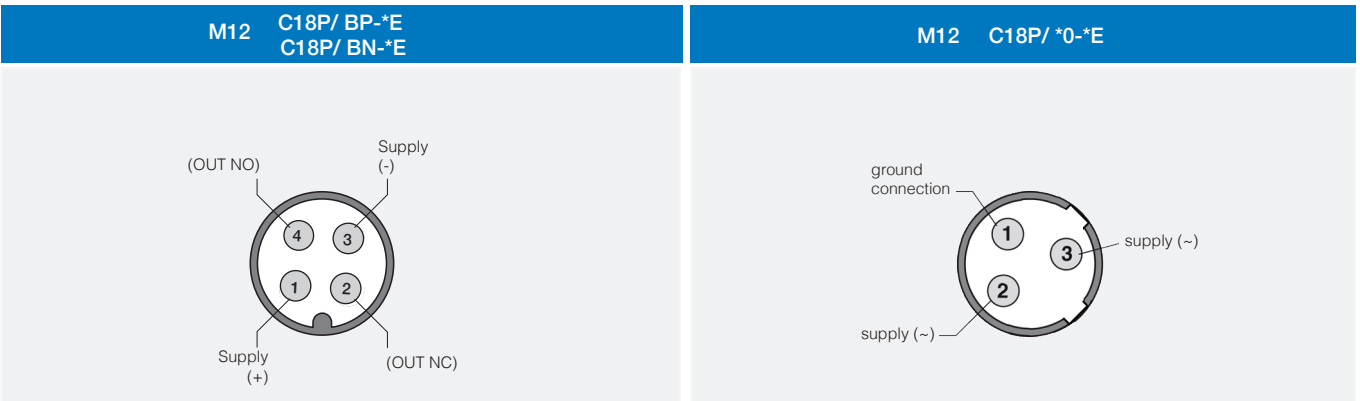 M12 C18P/ BP-*E
C18P/ BN-*E
Supply
(-)
(OUT NO)
4
3
1
2
Supply
(+)
(OUT NC)
M12 C18P/ *0-*E
ground
connection
1
3
supply (~)
2
supply (~)